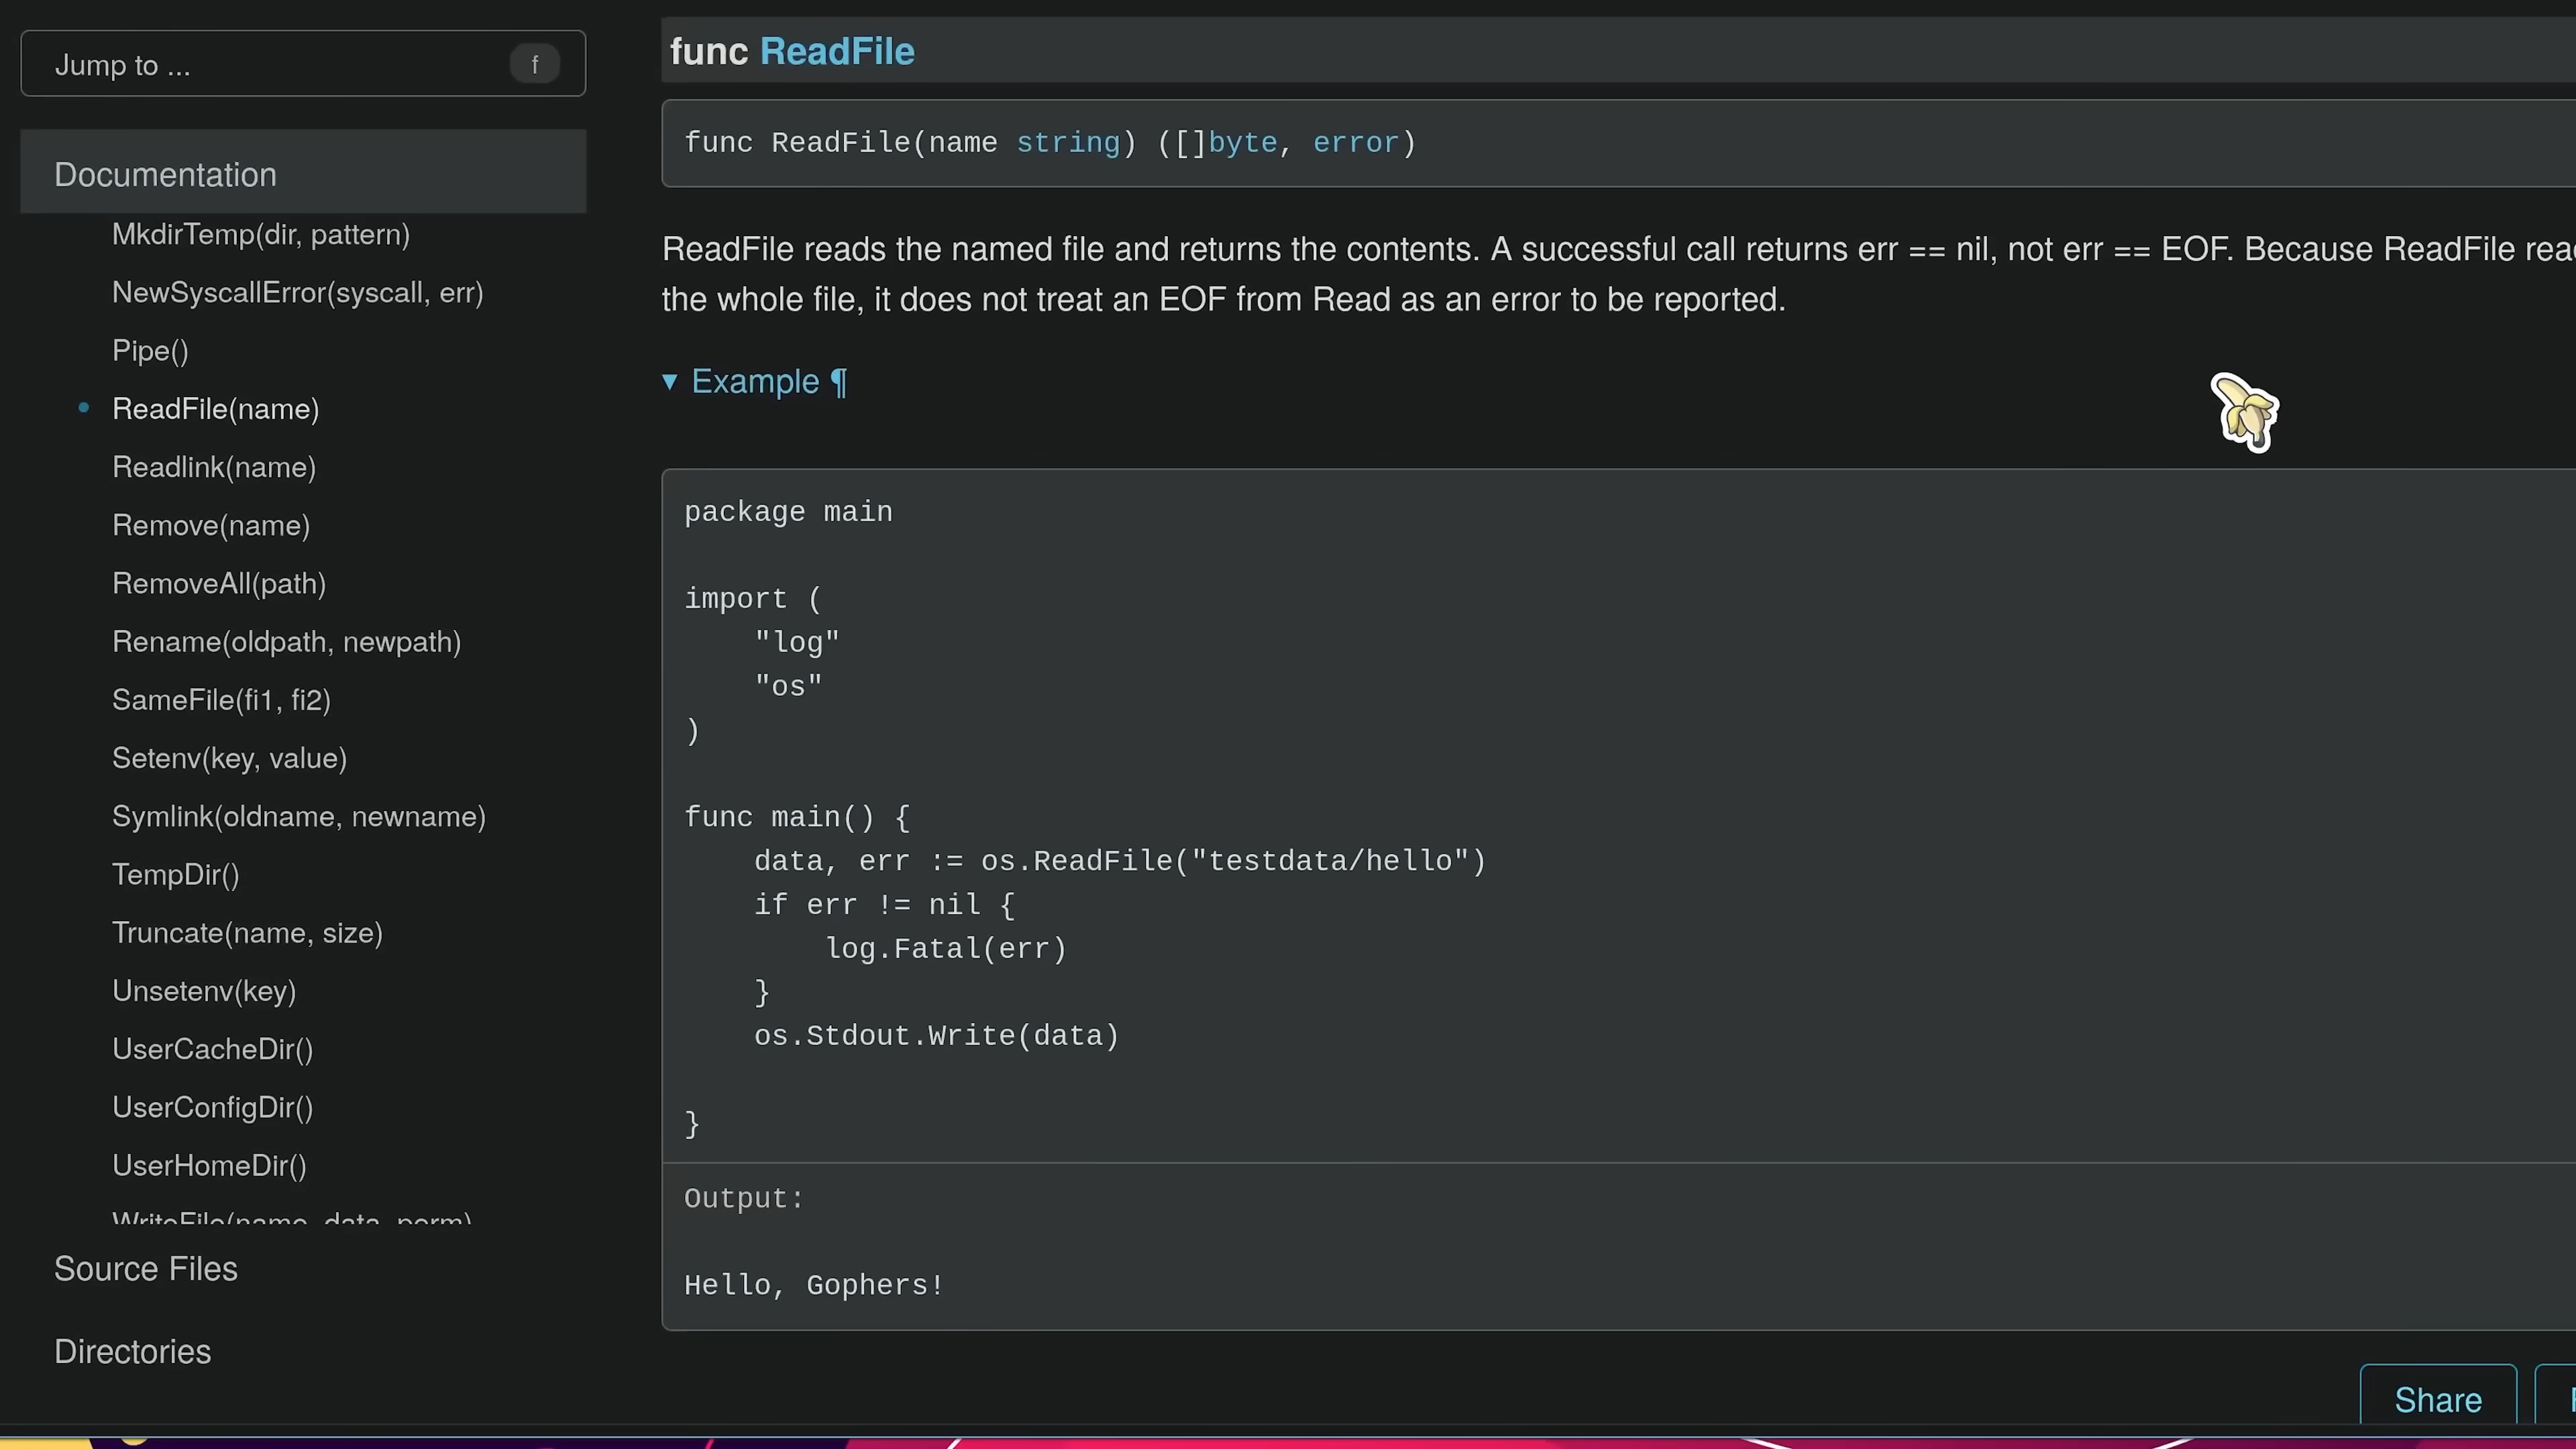 Jump to ...
f
Documentation
MkdirTemp(dir, pattern)
NewSyscallError(syscall, err)
Pipe()
ReadFile(name)
Readlink(name)
Remove(name)
RemoveAll(path)
Rename(oldpath, newpath)
SameFile(fi1, fi2)
Setenv(key, value)
Symlink(oldname, newname)
TempDir()
Truncate(name, size)
Unsetenv(key)
UserCacheDir()
UserConfigDir()
UserHomeDir()
WriteFile(name, data, perm)
Source Files
Directories
func ReadFile
func ReadFile(name string) ([]byte, error)
ReadFile reads the named file and returns the contents. A successful call returns err == nil, not err == EOF. Because ReadFile
the whole file, it does not treat an EOF from Read as an error to be reported.
▼ Example ¶
package main
import (
"log"
"os"
)
func main() {
data, err := os.ReadFile("testdata/hello")
if err != nil {
log.Fatal(err)
}
os.Stdout.Write(data)
}
Output:
Hello, Gophers!
Share